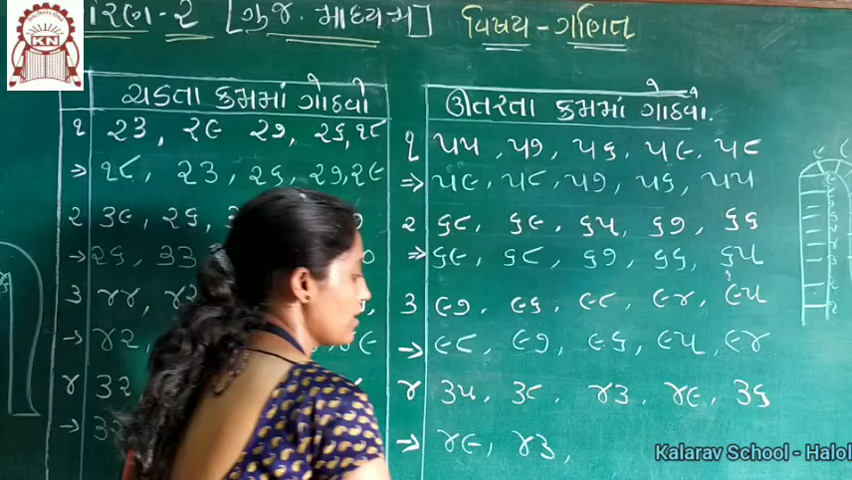 ધોરણ - ૨ [ગુજ. માધ્યમ] વિષય - ગણિત
KN
ચડતા ક્રમમાં ગોઠવો
૧ ૨૩, ૨૯ ૨૭, ૨૬, ૧૮
⇒ ૧૮, ૨૩, ૨૬, ૨૭, ૨૯
૨ ૩૯, ૨૬,
→ ૨૬, ૩૩
૩ ૪૪, ૪૨
→ ૪૨,
૪ ૩૨
→
ઊતરતા ક્રમમાં ગોઠવો.
૧ ૫૫, ૫૭, ૫૬, ૫૯, ૫૮
⇒ ૫૯, ૫૮, ૫૭, ૫૬, ૫૫
૨ ૬૮, ૬૯, ૬૫, ૬૭, ૬૬
⇒ ૬૯, ૬૮, ૬૭, ૬૬, ૬૫
૩ ૯૭, ૯૬, ૯૮, ૯૪, ૯૫
→ ૯૮, ૯૭, ૯૬, ૯૫, ૯૪
૪ ૩૫, ૩૮, ૪૩, ૪૯, ૩૬
→ ૪૯, ૪૩,
Kalarav School - Halol